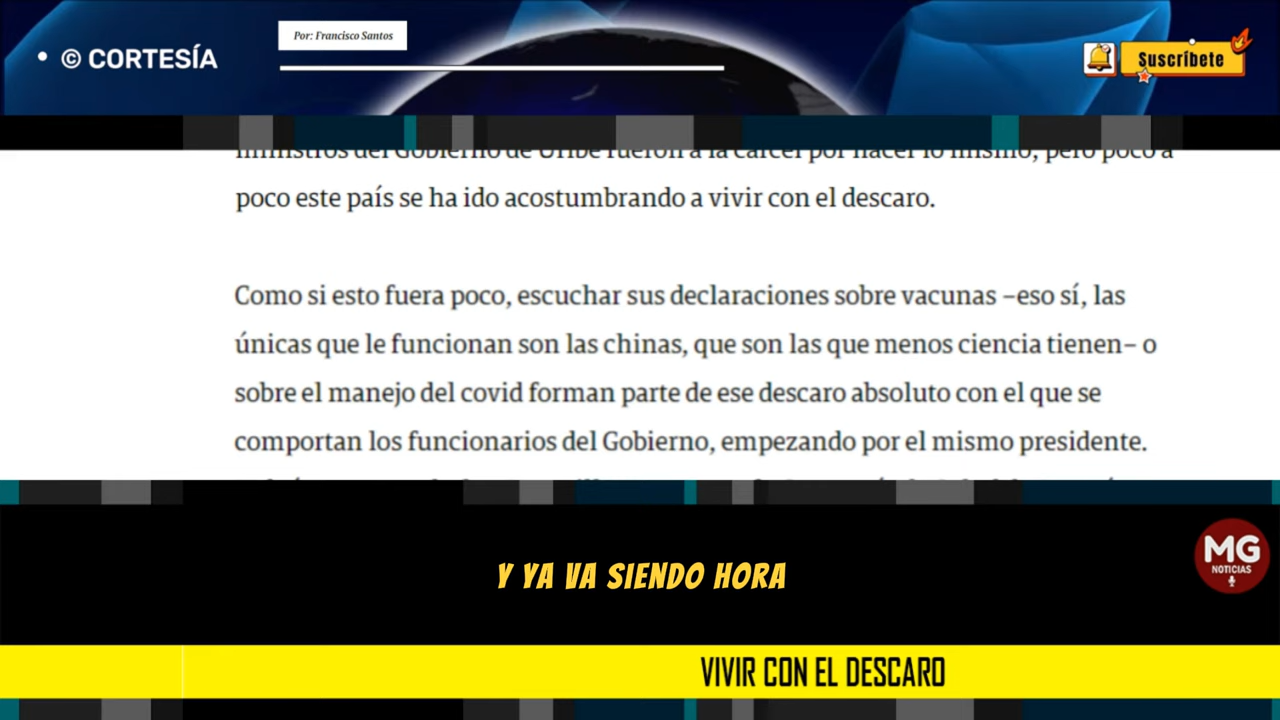 Por: Francisco Santos
• © CORTESÍA
Suscríbete
ministros del Gobierno de Uribe fueron a la cárcel por hacer lo mismo, pero poco a
poco este país se ha ido acostumbrando a vivir con el descaro.
Como si esto fuera poco, escuchar sus declaraciones sobre vacunas –eso sí, las
únicas que le funcionan son las chinas, que son las que menos ciencia tienen– o
sobre el manejo del covid forman parte de ese descaro absoluto con el que se
comportan los funcionarios del Gobierno, empezando por el mismo presidente.
Y YA VA SIENDO HORA
MG
NOTICIAS
VIVIR CON EL DESCARO